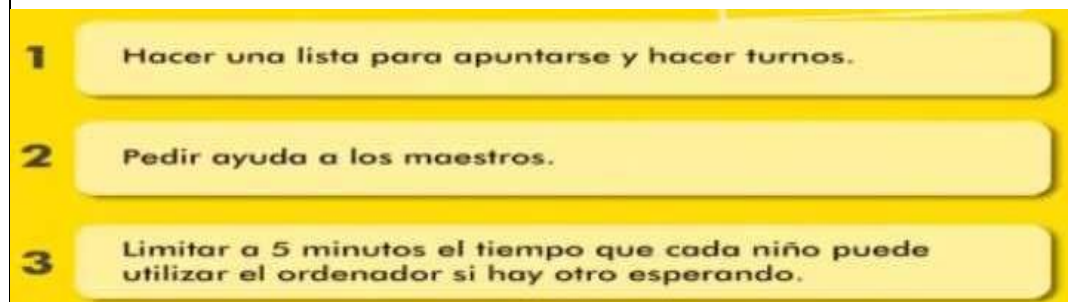 1 Hacer una lista para apuntarse y hacer turnos.
2 Pedir ayuda a los maestros.
3 Limitar a 5 minutos el tiempo que cada niño puede
utilizar el ordenador si hay otro esperando.